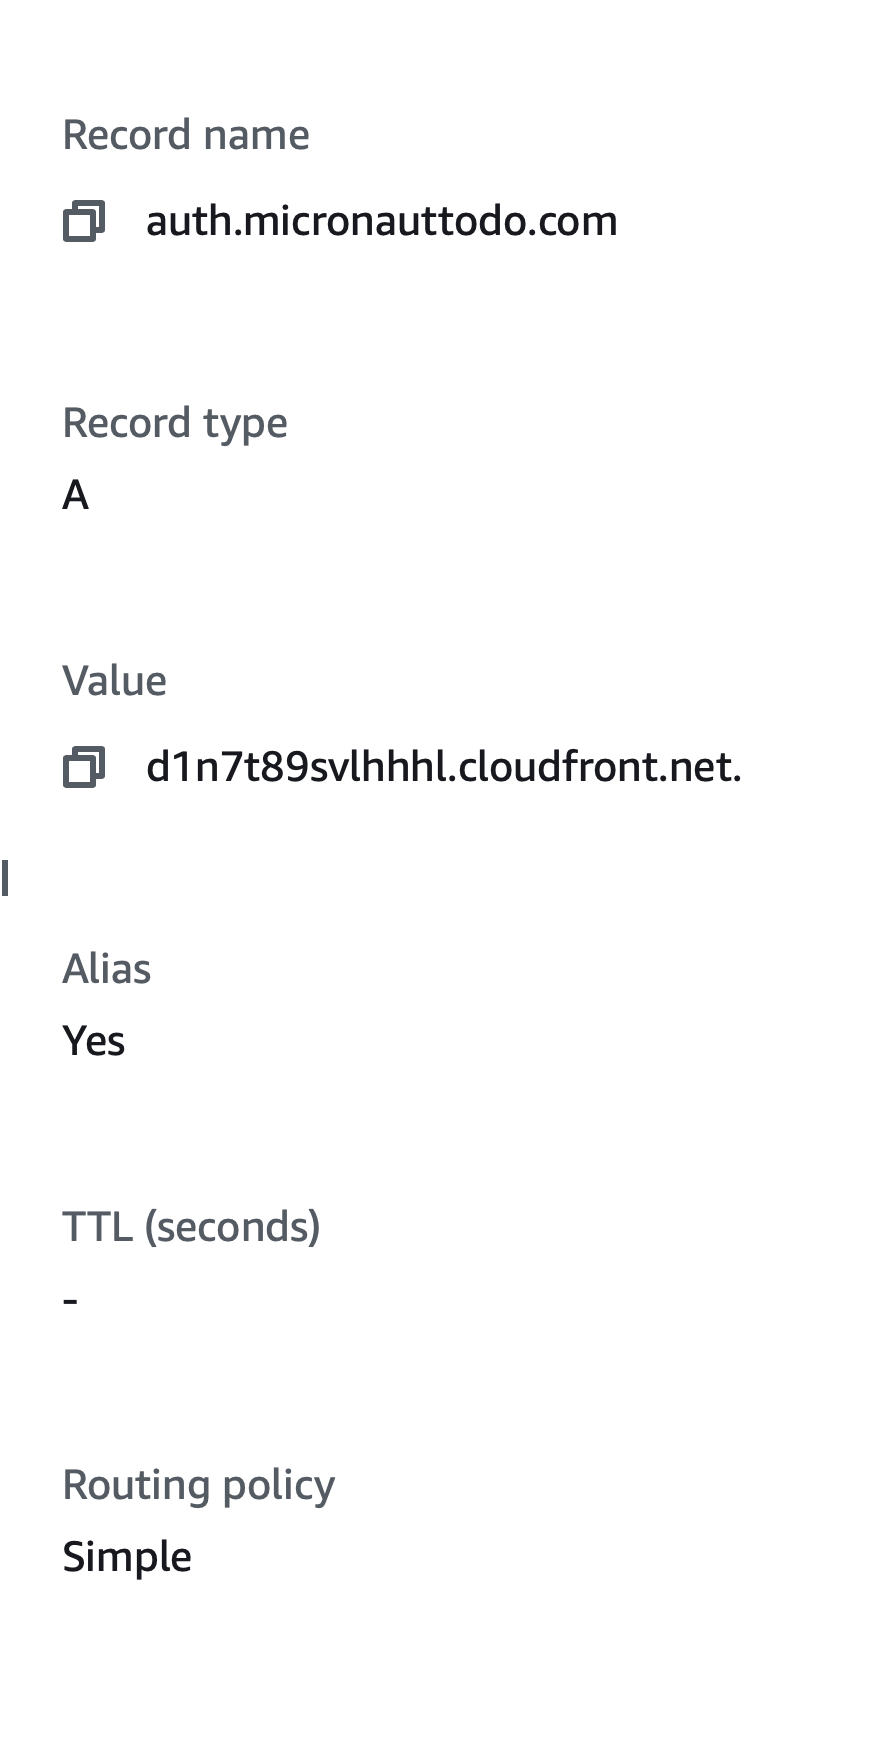 Record name
auth.micronauttodo.com
Record type
A
Value
d1n7t89svlhhhl.cloudfront.net.
Alias
Yes
TTL (seconds)
-
Routing policy
Simple